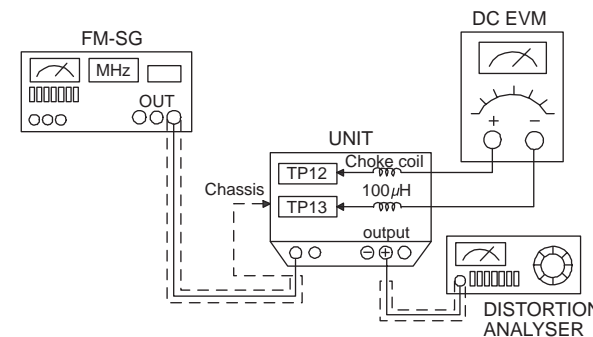 FM-SG
DC EVM
MHz
OUT
UNIT
+ −
TP12
Choke coil
Chassis
TP13
100μH
output
− +
DISTORTION
ANALYSER